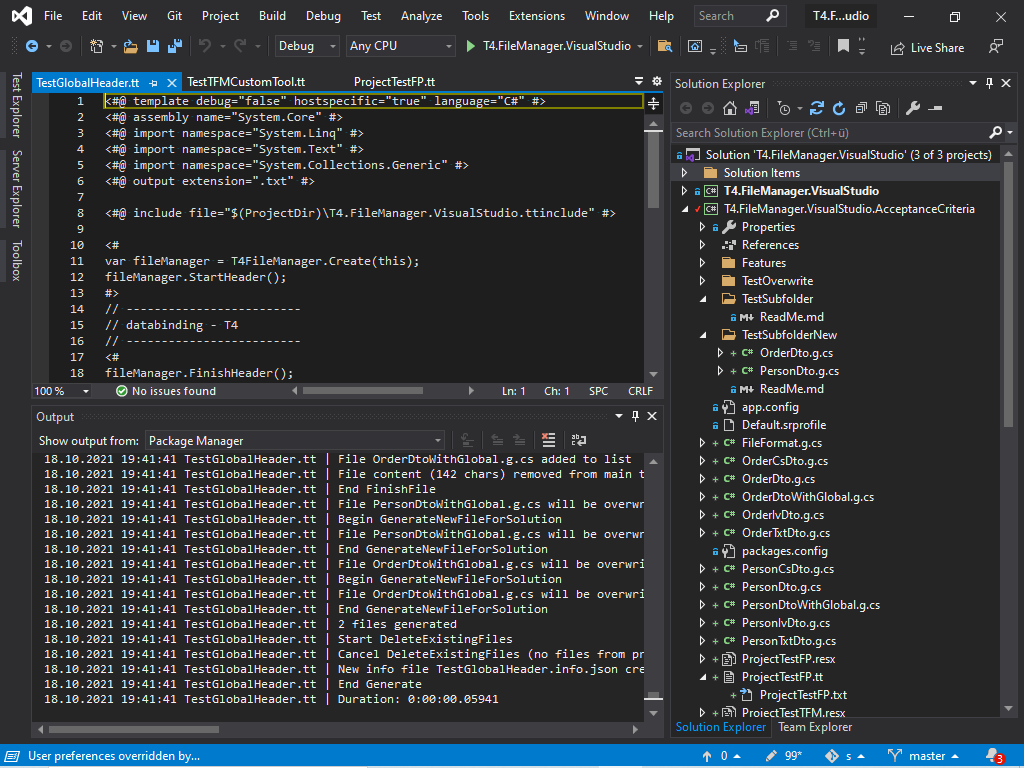 File Edit View Git Project Build Debug Test Analyze Tools Extensions Window Help Search T4.F...udio
Debug Any CPU T4.FileManager.VisualStudio Live Share
Test Explorer
Server Explorer
Toolbox
TestGlobalHeader.tt TestTFMCustomTool.tt ProjectTestFP.tt
1 <#@ template debug="false" hostspecific="true" language="C#" #>
2 <#@ assembly name="System.Core" #>
3 <#@ import namespace="System.Linq" #>
4 <#@ import namespace="System.Text" #>
5 <#@ import namespace="System.Collections.Generic" #>
6 <#@ output extension=".txt" #>
7
8 <#@ include file="$(ProjectDir)\T4.FileManager.VisualStudio.ttinclude" #>
9
10 <#
11 var fileManager = T4FileManager.Create(this);
12 fileManager.StartHeader();
13 #>
14 // ------------------------
15 // databinding - T4
16 // ------------------------
17 <#
18 fileManager.FinishHeader();
100 % No issues found Ln: 1 Ch: 1 SPC CRLF
Output
Show output from: Package Manager
18.10.2021 19:41:41 TestGlobalHeader.tt | File OrderDtoWithGlobal.g.cs added to list
18.10.2021 19:41:41 TestGlobalHeader.tt | File content (142 chars) removed from main t
18.10.2021 19:41:41 TestGlobalHeader.tt | End FinishFile
18.10.2021 19:41:41 TestGlobalHeader.tt | File PersonDtoWithGlobal.g.cs will be overwr
18.10.2021 19:41:41 TestGlobalHeader.tt | Begin GenerateNewFileForSolution
18.10.2021 19:41:41 TestGlobalHeader.tt | File PersonDtoWithGlobal.g.cs will be overwr
18.10.2021 19:41:41 TestGlobalHeader.tt | End GenerateNewFileForSolution
18.10.2021 19:41:41 TestGlobalHeader.tt | File OrderDtoWithGlobal.g.cs will be overwri
18.10.2021 19:41:41 TestGlobalHeader.tt | Begin GenerateNewFileForSolution
18.10.2021 19:41:41 TestGlobalHeader.tt | File OrderDtoWithGlobal.g.cs will be overwri
18.10.2021 19:41:41 TestGlobalHeader.tt | End GenerateNewFileForSolution
18.10.2021 19:41:41 TestGlobalHeader.tt | 2 files generated
18.10.2021 19:41:41 TestGlobalHeader.tt | Start DeleteExistingFiles
18.10.2021 19:41:41 TestGlobalHeader.tt | Cancel DeleteExistingFiles (no files from pr
18.10.2021 19:41:41 TestGlobalHeader.tt | New info file TestGlobalHeader.info.json cre
18.10.2021 19:41:41 TestGlobalHeader.tt | End Generate
18.10.2021 19:41:41 TestGlobalHeader.tt | Duration: 0:00:00.05941
Solution Explorer
Search Solution Explorer (Ctrl+ü)
Solution 'T4.FileManager.VisualStudio' (3 of 3 projects)
Solution Items
C# T4.FileManager.VisualStudio
C# T4.FileManager.VisualStudio.AcceptanceCriteria
Properties
References
Features
TestOverwrite
TestSubfolder
M↓ ReadMe.md
TestSubfolderNew
C# OrderDto.g.cs
C# PersonDto.g.cs
M↓ ReadMe.md
app.config
Default.srprofile
C# FileFormat.g.cs
C# OrderCsDto.g.cs
C# OrderDto.g.cs
C# OrderDtoWithGlobal.g.cs
C# OrderIvDto.g.cs
C# OrderTxtDto.g.cs
packages.config
C# PersonCsDto.g.cs
C# PersonDto.g.cs
C# PersonDtoWithGlobal.g.cs
C# PersonIvDto.g.cs
C# PersonTxtDto.g.cs
ProjectTestFP.resx
ProjectTestFP.tt
ProjectTestFP.txt
ProjectTestTFM.resx
Solution Explorer Team Explorer
User preferences overridden by... 0 99* s master 3